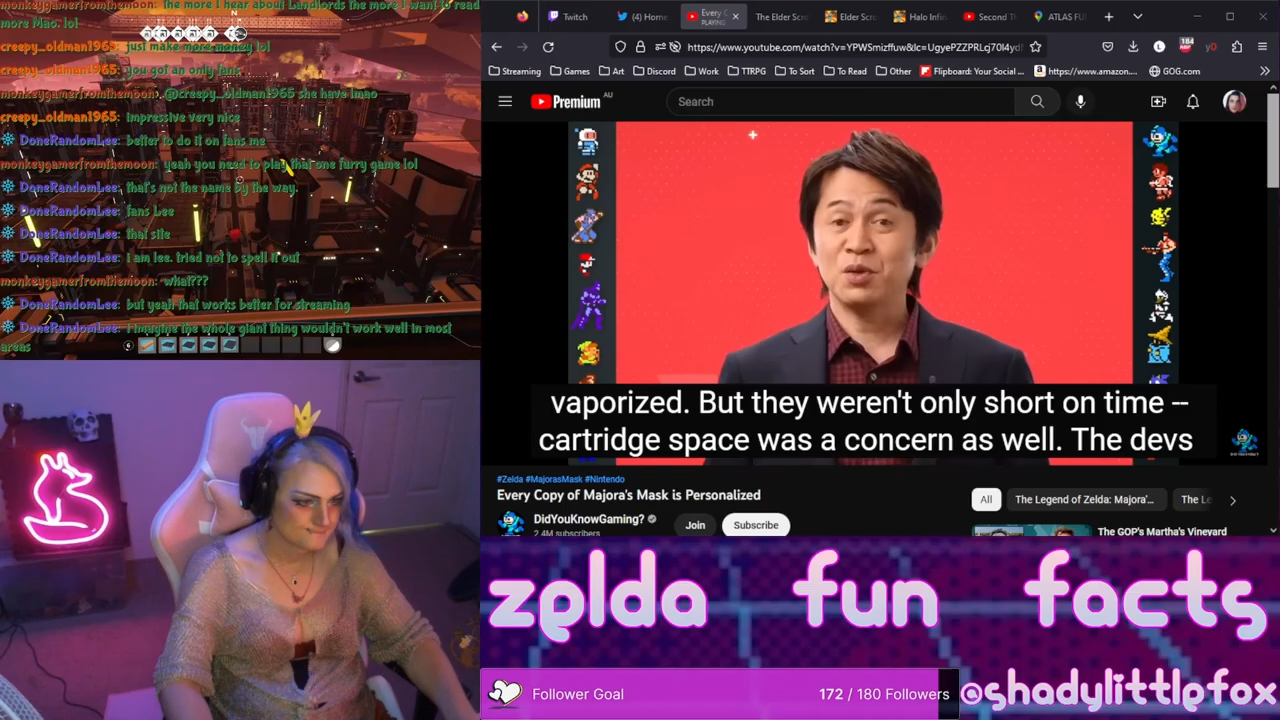 monkeygamerfromthemoon: The more I hear about Landlords the more I want to read
more Mao. lol
creepy_oldman1965: just make more money lol
creepy_oldman1965: you got an only fans
monkeygamerfromthemoon: @creepy_oldman1965 she have lmao
creepy_oldman1965: impressive very nice
DoneRandomLee: better to do it on fans me
monkeygamerfromthemoon: yeah you need to play that one furry game lol
DoneRandomLee: that's not the name by the way.
DoneRandomLee: fans Lee
DoneRandomLee: that site
DoneRandomLee: i am lee. tried not to spell it out
monkeygamerfromthemoon: what???
DoneRandomLee: but yeah that works better for streaming
DoneRandomLee: i imagine the whole giant thing wouldn't work well in most
areas
Twitch (4) Home Every C PLAYING The Elder Scro Elder Scro Halo Infi Second T ATLAS FU
https://www.youtube.com/watch?v=
184
Streaming Games Art Discord Work TTRPG To Sort To Read Other Flipboard: Your Social ... https://www.amazon.... GOG.com
Premium AU
Search
vaporized. But they weren't only short on time --
cartridge space was a concern as well. The devs
#Zelda #MajorasMask #Nintendo
Every Copy of Majora's Mask is Personalized
All The Legend of Zelda: Majora'... The Le
DidYouKnowGaming?
2.4M subscribers
Join Subscribe
The GOP's Martha's Vineyard
zelda fun facts
Follower Goal 172 / 180 Followers
@shadylittlefox